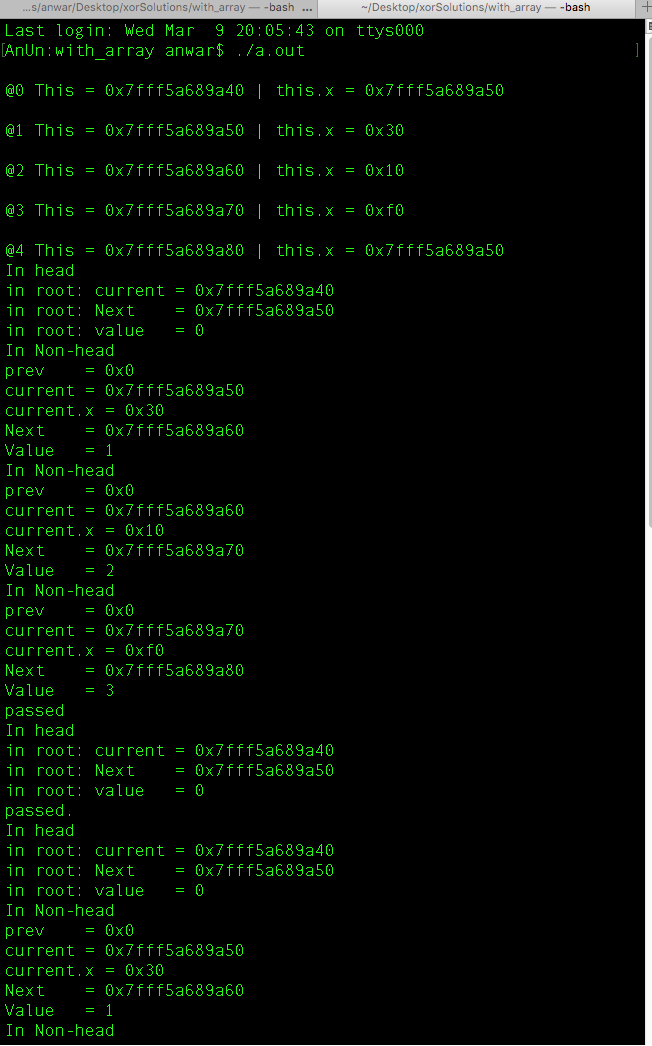 ...s/anwar/Desktop/xorSolutions/with_array — -bash ...
~/Desktop/xorSolutions/with_array — -bash
Last login: Wed Mar  9 20:05:43 on ttys000
[AnUn:with_array anwar$ ./a.out ]
@0 This = 0x7fff5a689a40 | this.x = 0x7fff5a689a50
@1 This = 0x7fff5a689a50 | this.x = 0x30
@2 This = 0x7fff5a689a60 | this.x = 0x10
@3 This = 0x7fff5a689a70 | this.x = 0xf0
@4 This = 0x7fff5a689a80 | this.x = 0x7fff5a689a50
In head
in root: current = 0x7fff5a689a40
in root: Next    = 0x7fff5a689a50
in root: value   = 0
In Non-head
prev    = 0x0
current = 0x7fff5a689a50
current.x = 0x30
Next    = 0x7fff5a689a60
Value   = 1
In Non-head
prev    = 0x0
current = 0x7fff5a689a60
current.x = 0x10
Next    = 0x7fff5a689a70
Value   = 2
In Non-head
prev    = 0x0
current = 0x7fff5a689a70
current.x = 0xf0
Next    = 0x7fff5a689a80
Value   = 3
passed
In head
in root: current = 0x7fff5a689a40
in root: Next    = 0x7fff5a689a50
in root: value   = 0
passed.
In head
in root: current = 0x7fff5a689a40
in root: Next    = 0x7fff5a689a50
in root: value   = 0
In Non-head
prev    = 0x0
current = 0x7fff5a689a50
current.x = 0x30
Next    = 0x7fff5a689a60
Value   = 1
In Non-head